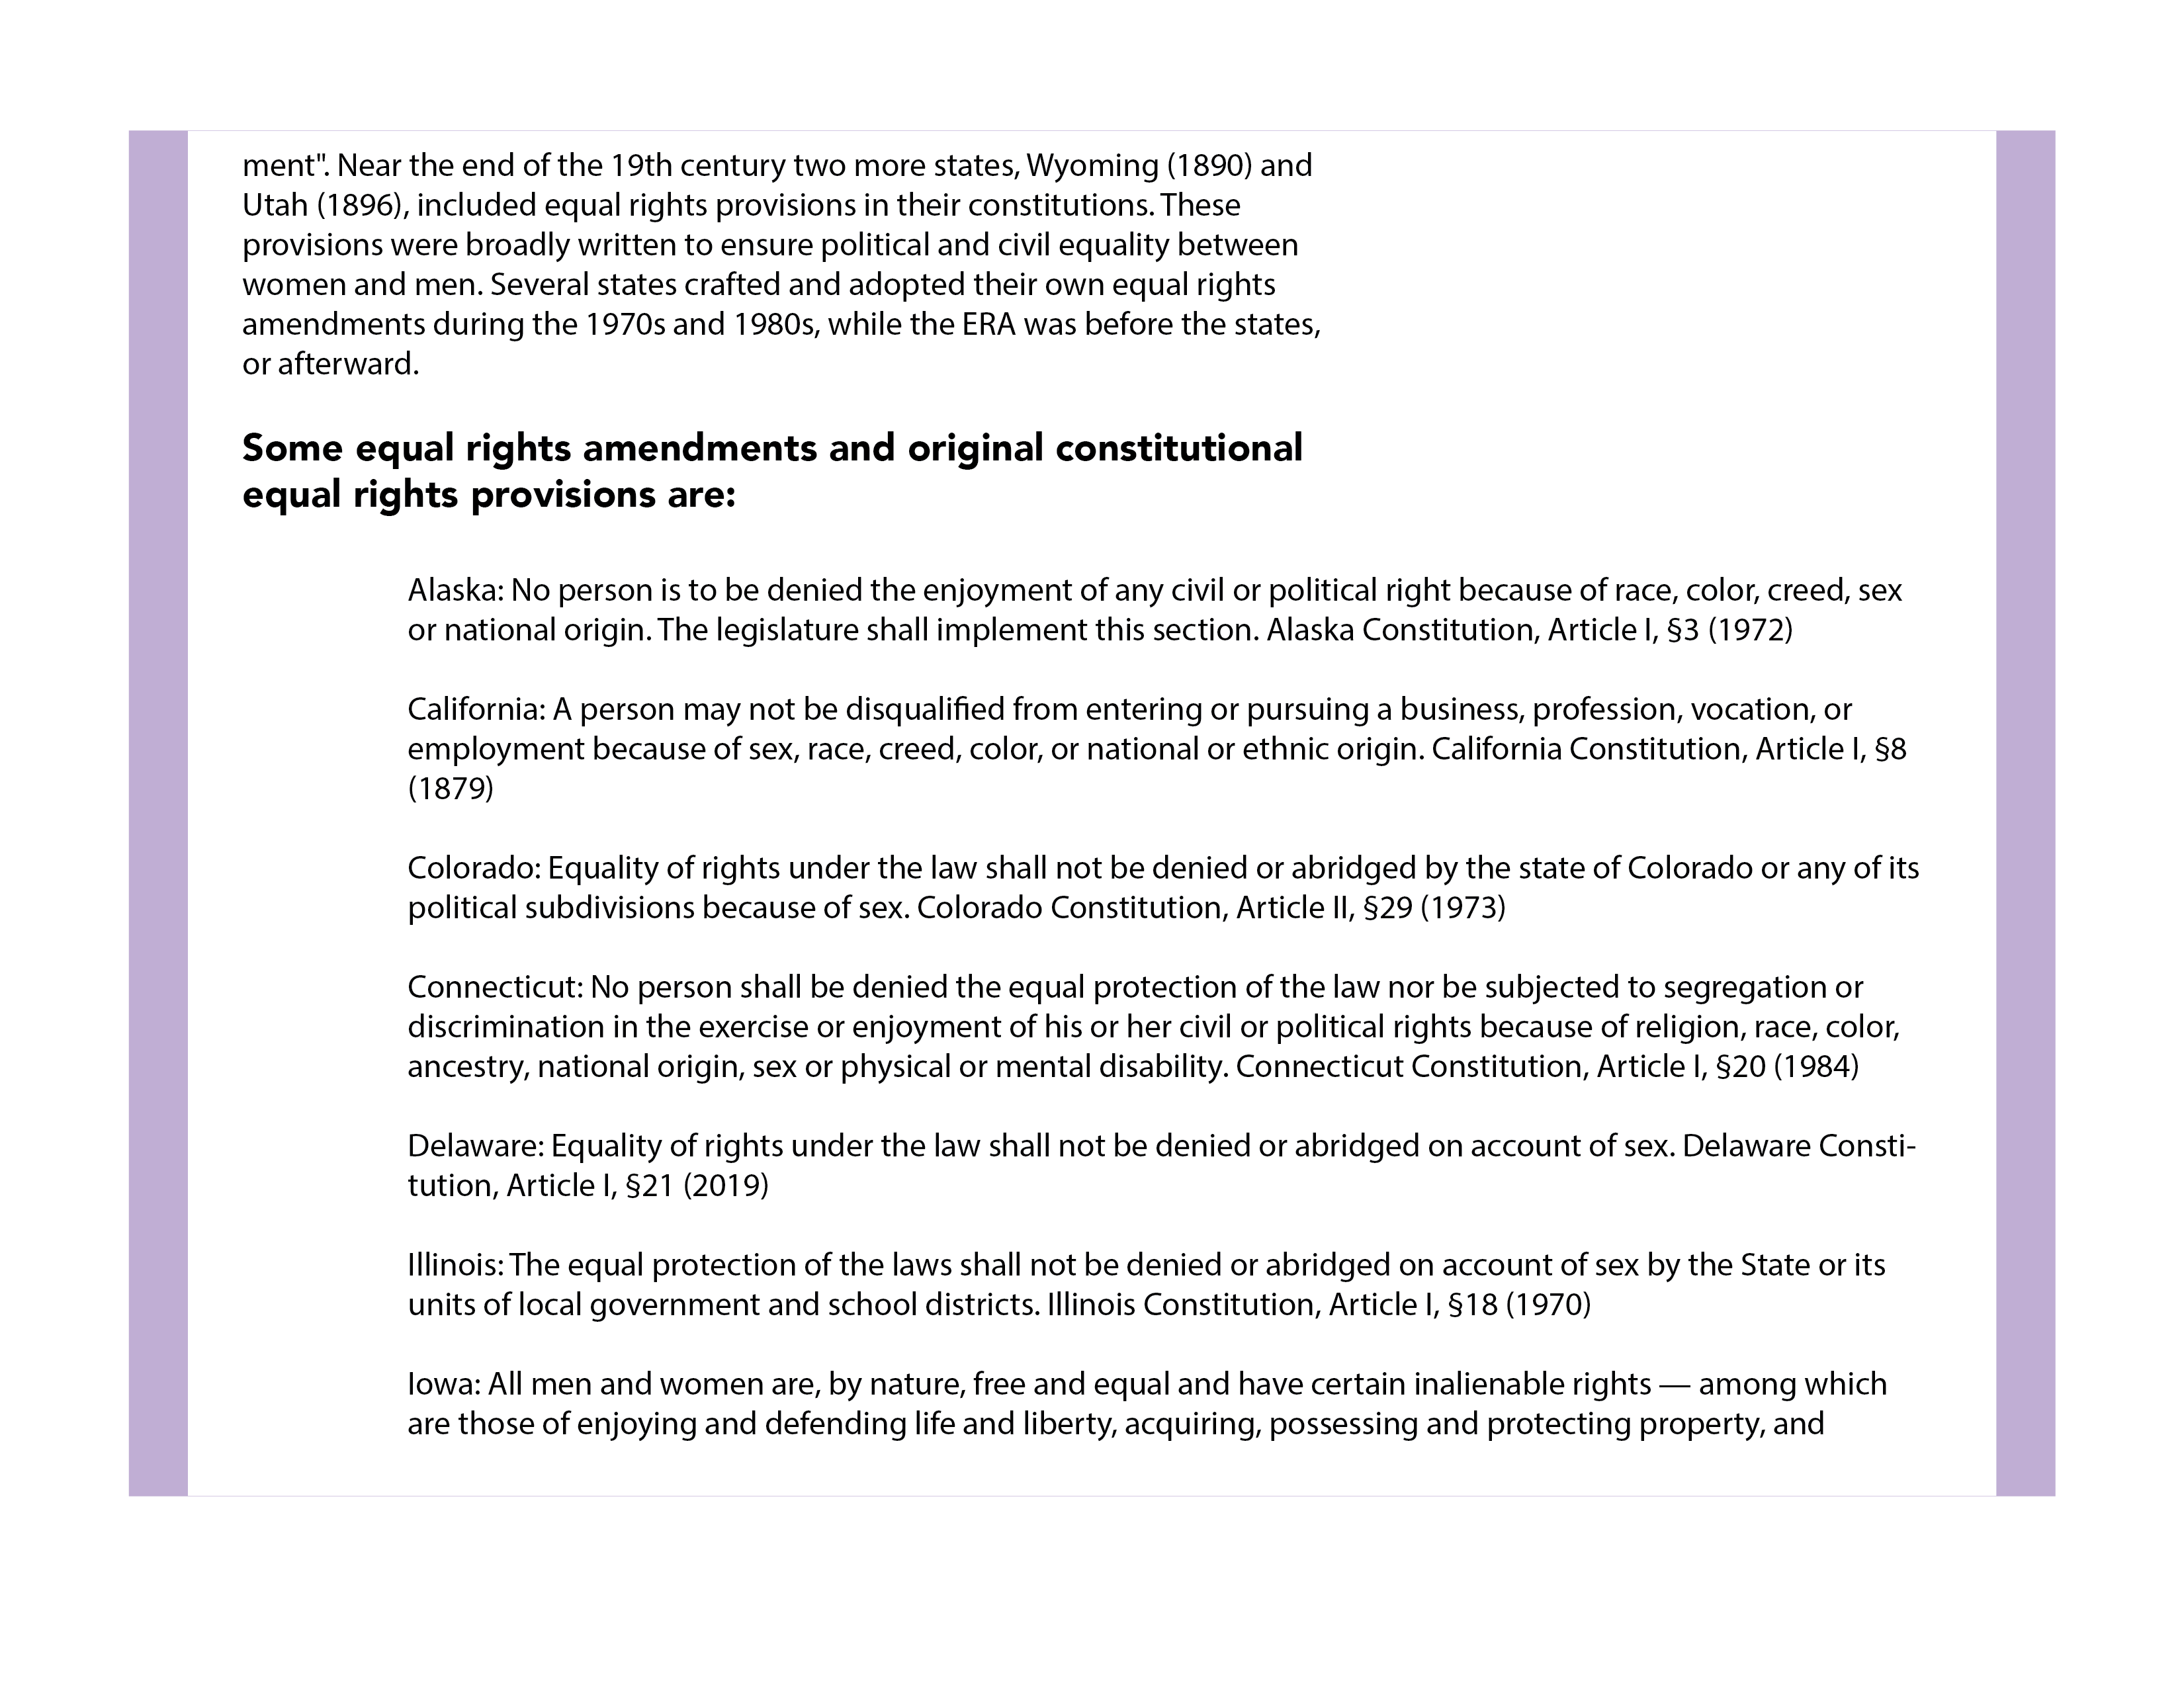 ment". Near the end of the 19th century two more states, Wyoming (1890) and
Utah (1896), included equal rights provisions in their constitutions. These
provisions were broadly written to ensure political and civil equality between
women and men. Several states crafted and adopted their own equal rights
amendments during the 1970s and 1980s, while the ERA was before the states,
or afterward.
Some equal rights amendments and original constitutional
equal rights provisions are:
Alaska: No person is to be denied the enjoyment of any civil or political right because of race, color, creed, sex
or national origin. The legislature shall implement this section. Alaska Constitution, Article I, §3 (1972)
California: A person may not be disqualified from entering or pursuing a business, profession, vocation, or
employment because of sex, race, creed, color, or national or ethnic origin. California Constitution, Article I, §8
(1879)
Colorado: Equality of rights under the law shall not be denied or abridged by the state of Colorado or any of its
political subdivisions because of sex. Colorado Constitution, Article II, §29 (1973)
Connecticut: No person shall be denied the equal protection of the law nor be subjected to segregation or
discrimination in the exercise or enjoyment of his or her civil or political rights because of religion, race, color,
ancestry, national origin, sex or physical or mental disability. Connecticut Constitution, Article I, §20 (1984)
Delaware: Equality of rights under the law shall not be denied or abridged on account of sex. Delaware Consti-
tution, Article I, §21 (2019)
Illinois: The equal protection of the laws shall not be denied or abridged on account of sex by the State or its
units of local government and school districts. Illinois Constitution, Article I, §18 (1970)
Iowa: All men and women are, by nature, free and equal and have certain inalienable rights — among which
are those of enjoying and defending life and liberty, acquiring, possessing and protecting property, and